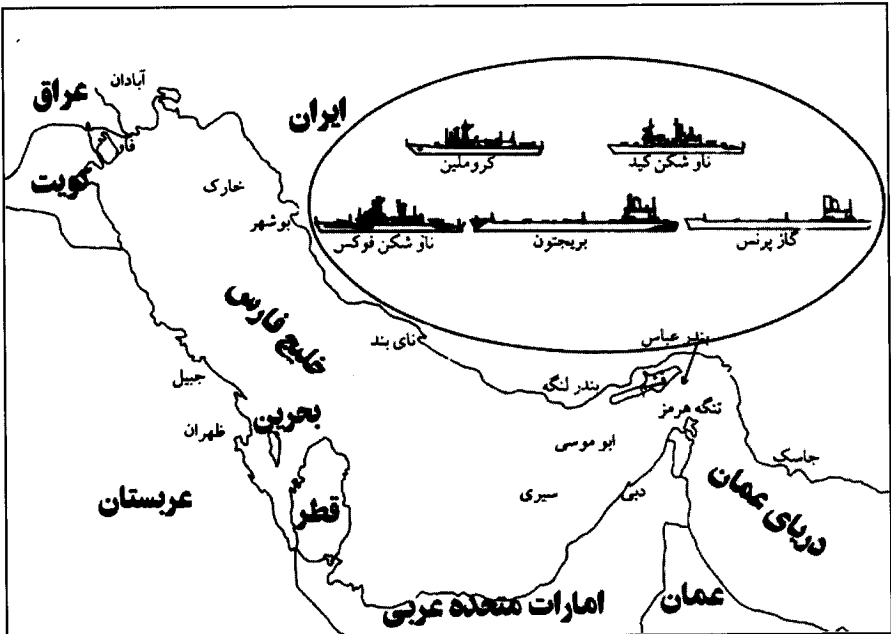 آبادان
عراق
ایران
فاو
کویت
خارک
بوشهر
کروملین
ناو شکن کید
ناو شکن فوکس
بریجتون
گاز پرنس
خلیج فارس
نای بند
بندر عباس
جبیل
بندر لنگه
قشم
تنگه هرمز
بحرین
ظهران
ابو موسی
جاسک
عربستان
قطر
سیری
دبی
دریای عمان
امارات متحده عربی
عمان